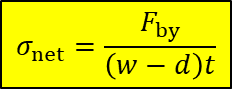 σ_net = F_by / (w − d)t